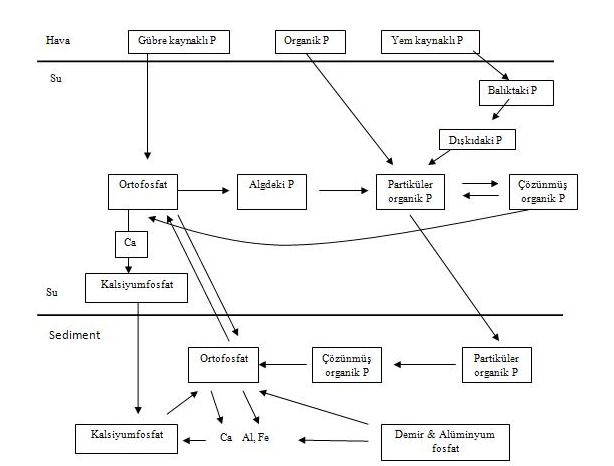 Hava
Gübre kaynaklı P
Organik P
Yem kaynaklı P
Su
Balıktaki P
Dışkıdaki P
Ortofosfat
Algdeki P
Partiküler
organik P
Çözünmüş
organik P
Ca
Kalsiyumfosfat
Su
Sediment
Ortofosfat
Çözünmüş
organik P
Partiküler
organik P
Kalsiyumfosfat
Ca
Al, Fe
Demir & Alüminyum
fosfat